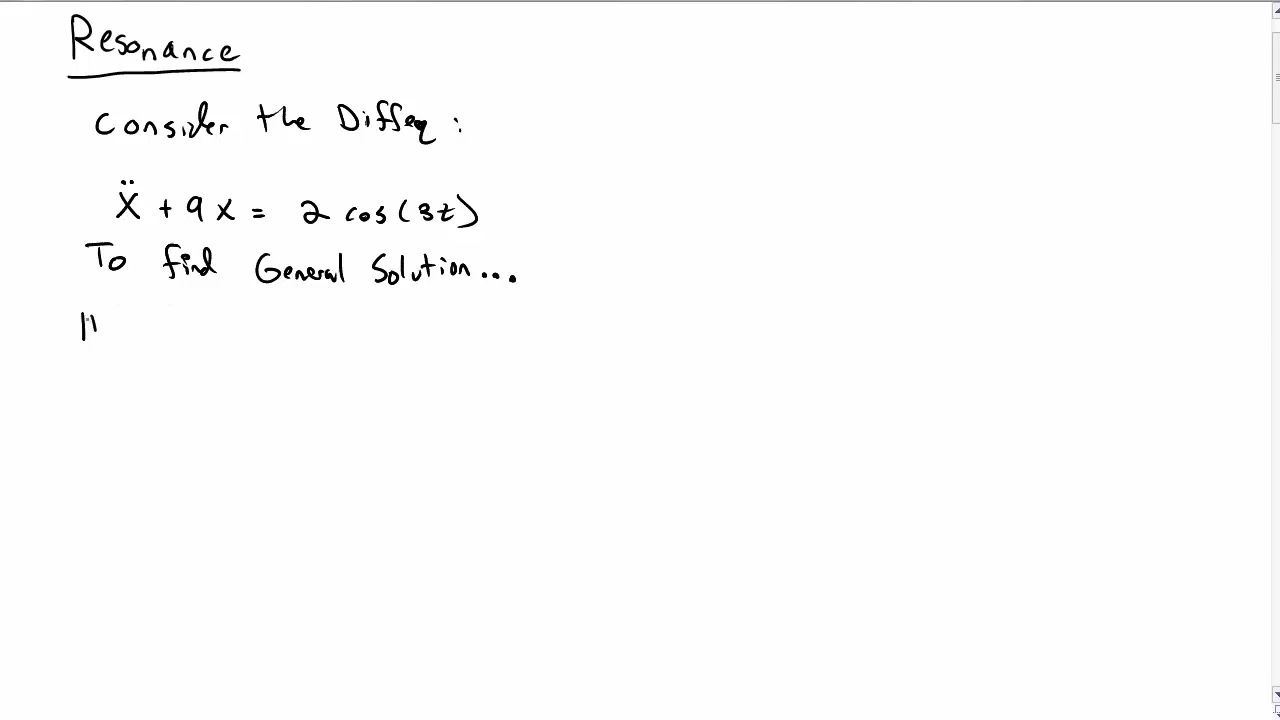 Resonance
Consider the Diffeq :
Ẍ + 9x = 2 cos(3t)
To find General Solution...